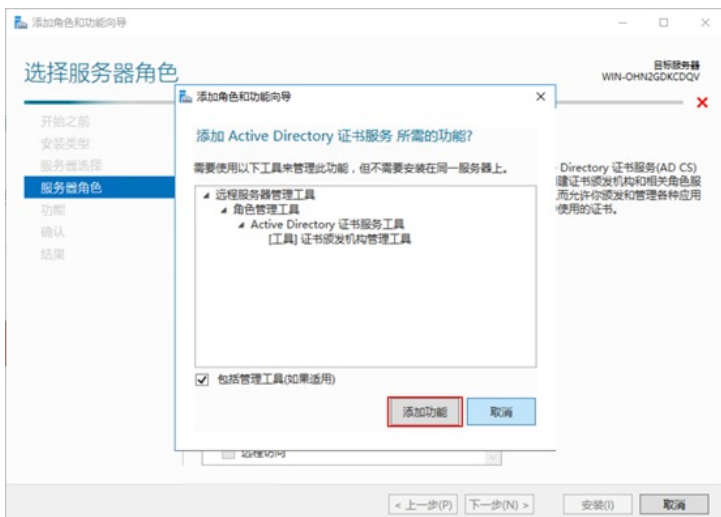 添加角色和功能向导
选择服务器角色
目标服务器
WIN-OHN2GDKCDQV
开始之前
安装类型
服务器选择
服务器角色
功能
确认
结果
添加角色和功能向导
添加 Active Directory 证书服务 所需的功能?
需要使用以下工具来管理此功能，但不需要安装在同一服务器上。
远程服务器管理工具
角色管理工具
Active Directory 证书服务工具
[工具] 证书颁发机构管理工具
包括管理工具(如果适用)
添加功能
取消
Directory 证书服务(AD CS)
建证书颁发机构和相关角色服
而允许你颁发和管理各种应用
使用的证书。
远程访问
< 上一步(P)
下一步(N) >
安装(I)
取消